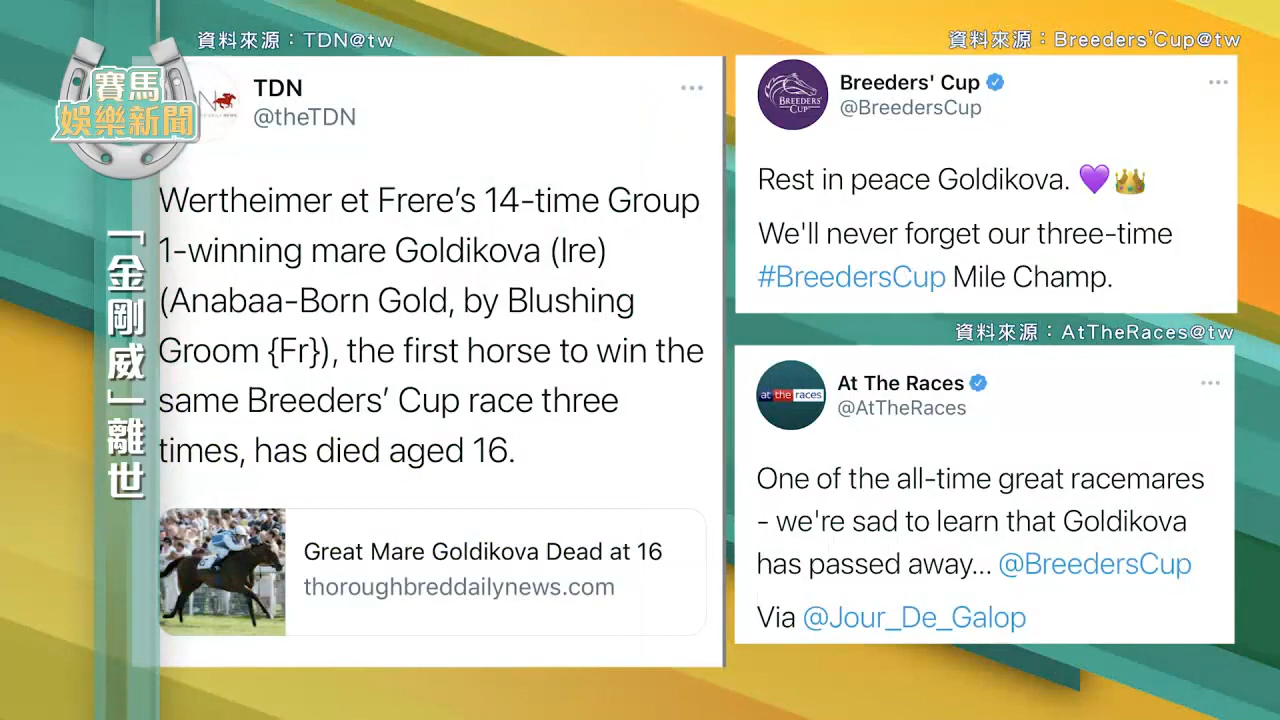 資料來源：TDN@tw
賽馬
娛樂新聞
「金剛威」離世
TDN
@theTDN
Wertheimer et Frere’s 14-time Group
1-winning mare Goldikova (Ire)
(Anabaa-Born Gold, by Blushing
Groom {Fr}), the first horse to win the
same Breeders’ Cup race three
times, has died aged 16.
Great Mare Goldikova Dead at 16
thoroughbreddailynews.com
資料來源：Breeders’Cup@tw
BREEDERS'
CUP
Breeders' Cup
@BreedersCup
Rest in peace Goldikova. 💜👑
We'll never forget our three-time
#BreedersCup Mile Champ.
資料來源：AtTheRaces@tw
at the races
At The Races
@AtTheRaces
One of the all-time great racemares
- we're sad to learn that Goldikova
has passed away... @BreedersCup
Via @Jour_De_Galop